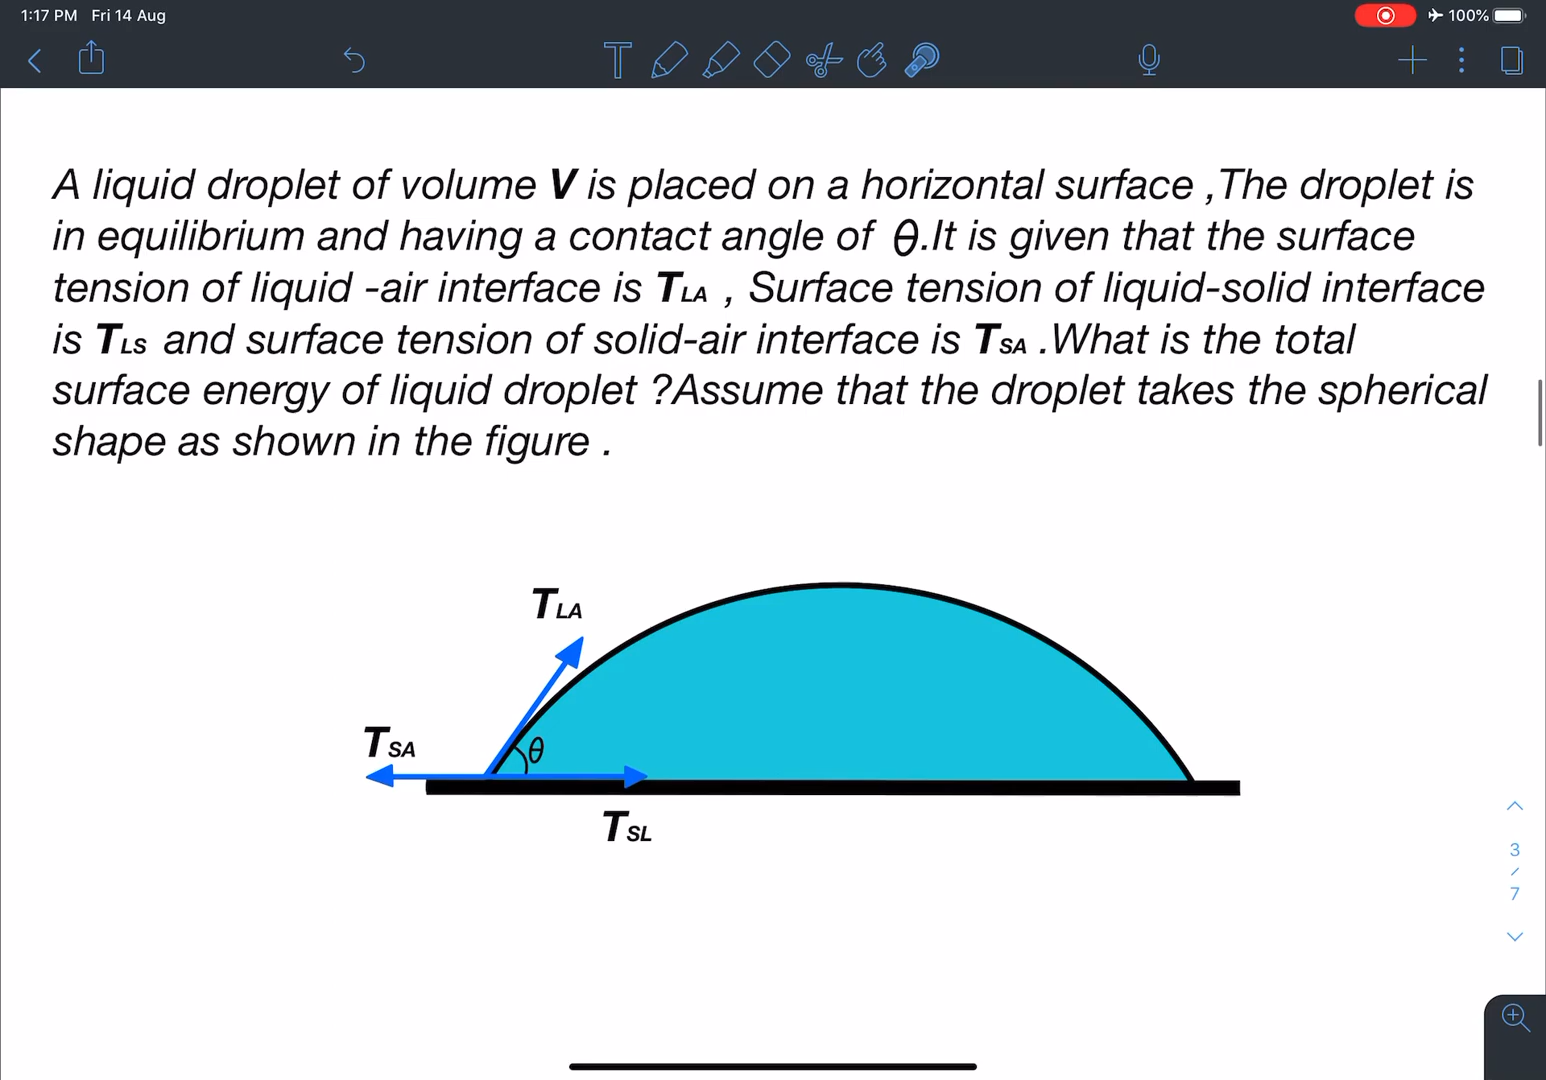 1:17 PM Fri 14 Aug
100%
A liquid droplet of volume V is placed on a horizontal surface ,The droplet is
in equilibrium and having a contact angle of θ.It is given that the surface
tension of liquid -air interface is TLA , Surface tension of liquid-solid interface
is TLS and surface tension of solid-air interface is TSA .What is the total
surface energy of liquid droplet ?Assume that the droplet takes the spherical
shape as shown in the figure .
TLA
TSA
θ
TSL
3
/
7